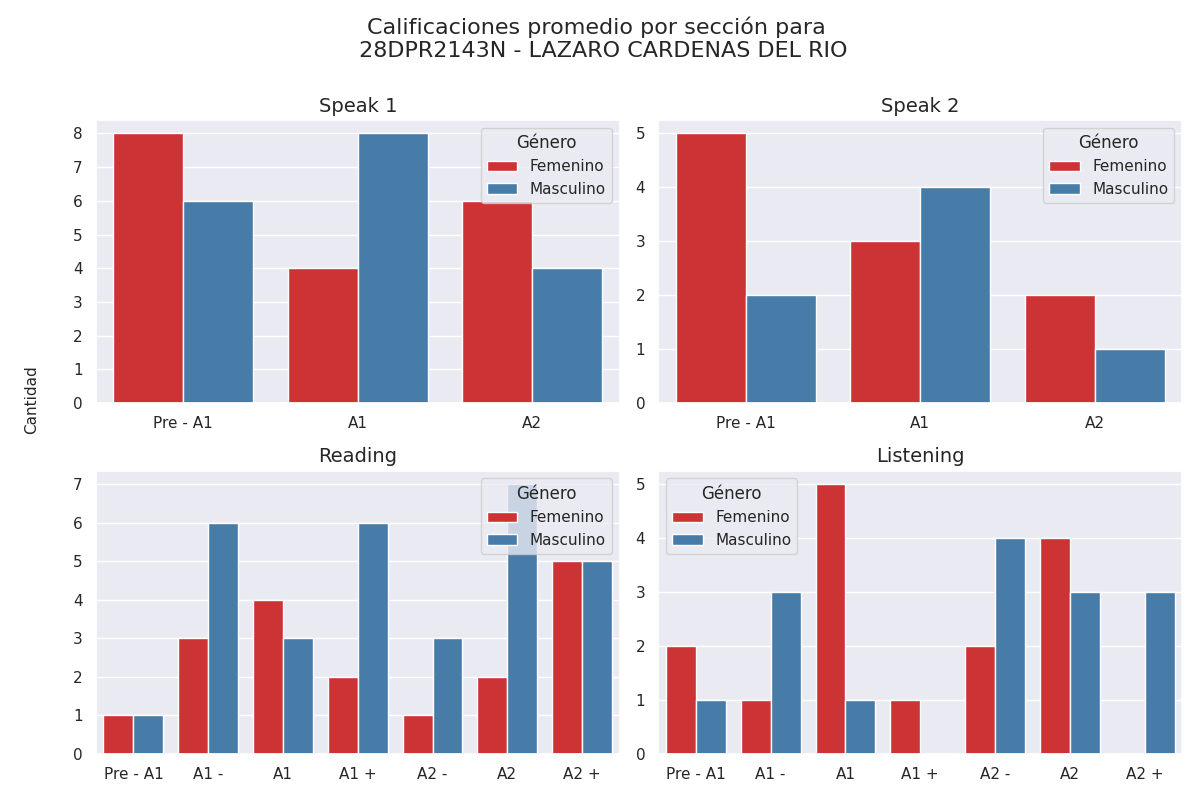 Calificaciones promedio por sección para
28DPR2143N - LAZARO CARDENAS DEL RIO
Cantidad
Speak 1
8
7
6
5
4
3
2
1
0
Pre - A1 A1 A2
Género
Femenino
Masculino
Speak 2
5
4
3
2
1
0
Pre - A1 A1 A2
Género
Femenino
Masculino
Reading
7
6
5
4
3
2
1
0
Pre - A1 A1 - A1 A1 + A2 - A2 A2 +
Género
Femenino
Masculino
Listening
5
4
3
2
1
0
Pre - A1 A1 - A1 A1 + A2 - A2 A2 +
Género
Femenino
Masculino